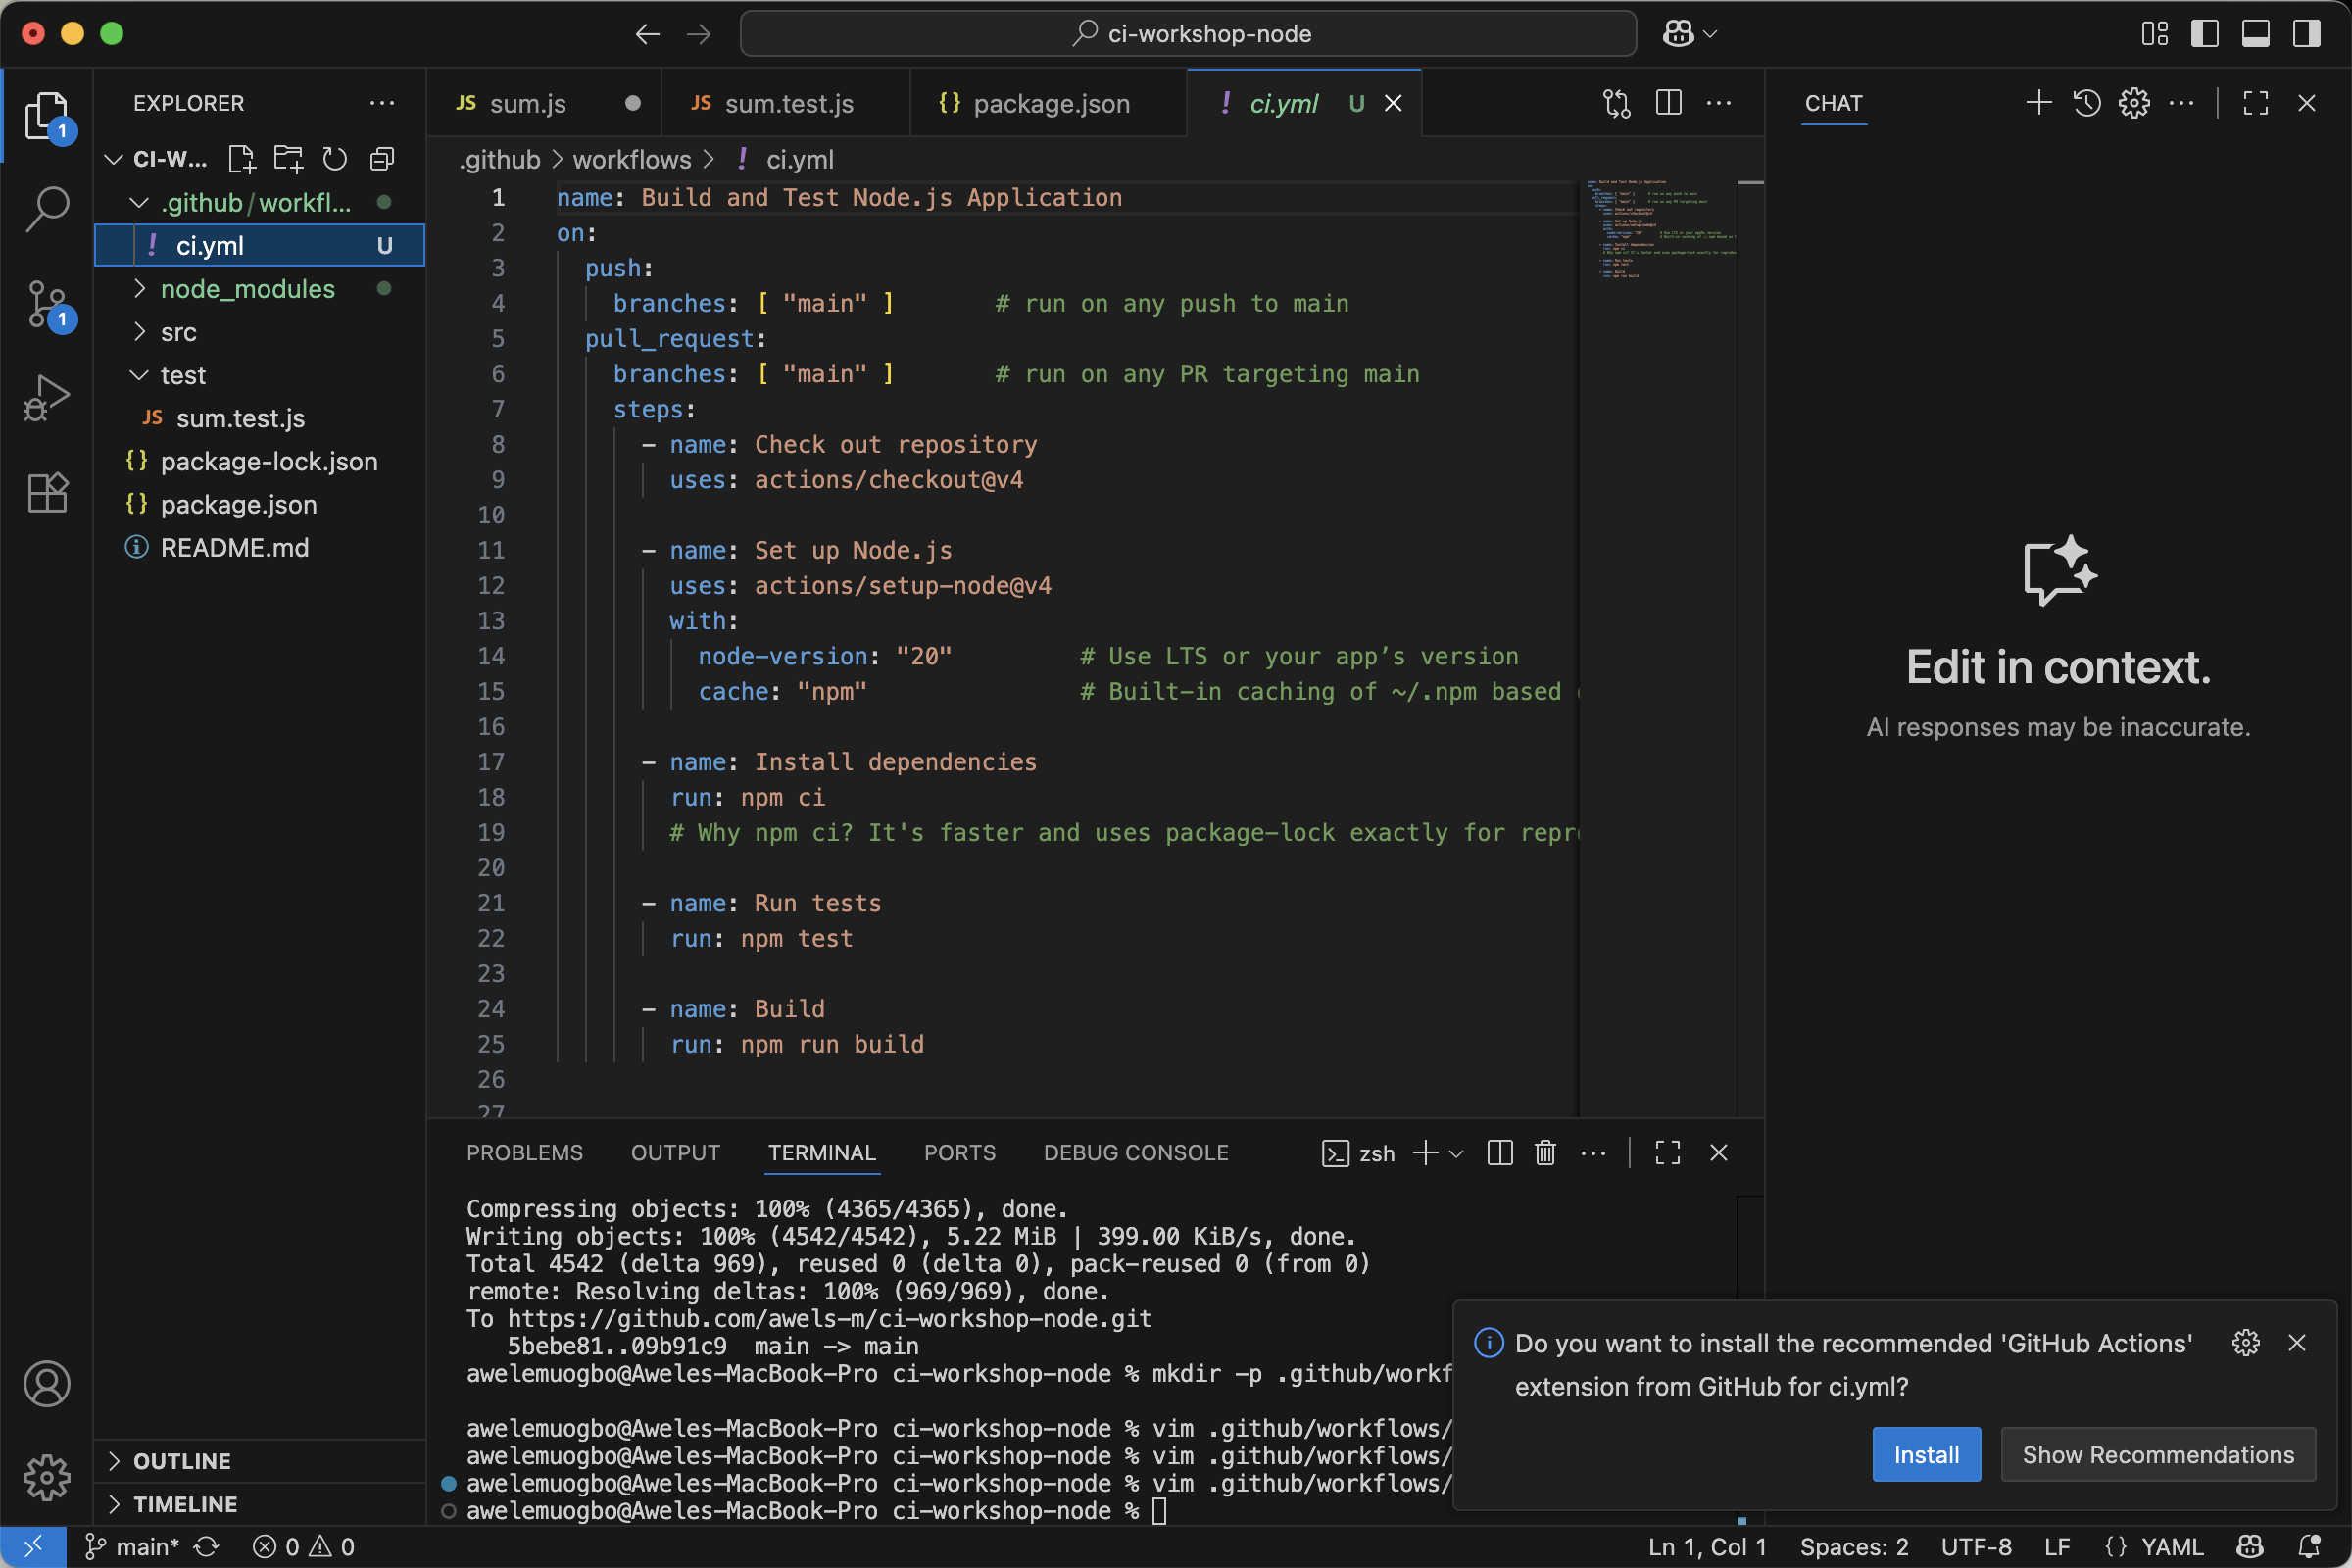 ci-workshop-node
EXPLORER
CI-W...
.github/workfl...
ci.yml U
node_modules
src
test
JS sum.test.js
{} package-lock.json
{} package.json
README.md
OUTLINE
TIMELINE
1
1
JS sum.js
JS sum.test.js
{} package.json
! ci.yml U
.github > workflows > ! ci.yml
1 name: Build and Test Node.js Application
2 on:
3 push:
4 branches: [ "main" ] # run on any push to main
5 pull_request:
6 branches: [ "main" ] # run on any PR targeting main
7 steps:
8 - name: Check out repository
9 uses: actions/checkout@v4
10
11 - name: Set up Node.js
12 uses: actions/setup-node@v4
13 with:
14 node-version: "20" # Use LTS or your app’s version
15 cache: "npm" # Built-in caching of ~/.npm based
16
17 - name: Install dependencies
18 run: npm ci
19 # Why npm ci? It's faster and uses package-lock exactly for repr
20
21 - name: Run tests
22 run: npm test
23
24 - name: Build
25 run: npm run build
26
27
CHAT
Edit in context.
AI responses may be inaccurate.
PROBLEMS OUTPUT TERMINAL PORTS DEBUG CONSOLE zsh
Compressing objects: 100% (4365/4365), done.
Writing objects: 100% (4542/4542), 5.22 MiB | 399.00 KiB/s, done.
Total 4542 (delta 969), reused 0 (delta 0), pack-reused 0 (from 0)
remote: Resolving deltas: 100% (969/969), done.
To https://github.com/awels-m/ci-workshop-node.git
5bebe81..09b91c9 main -> main
awelemuogbo@Aweles-MacBook-Pro ci-workshop-node % mkdir -p .github/workf
awelemuogbo@Aweles-MacBook-Pro ci-workshop-node % vim .github/workflows/
awelemuogbo@Aweles-MacBook-Pro ci-workshop-node % vim .github/workflows/
awelemuogbo@Aweles-MacBook-Pro ci-workshop-node % vim .github/workflows/
awelemuogbo@Aweles-MacBook-Pro ci-workshop-node %
Do you want to install the recommended 'GitHub Actions'
extension from GitHub for ci.yml?
Install
Show Recommendations
main* 0 0 Ln 1, Col 1 Spaces: 2 UTF-8 LF {} YAML